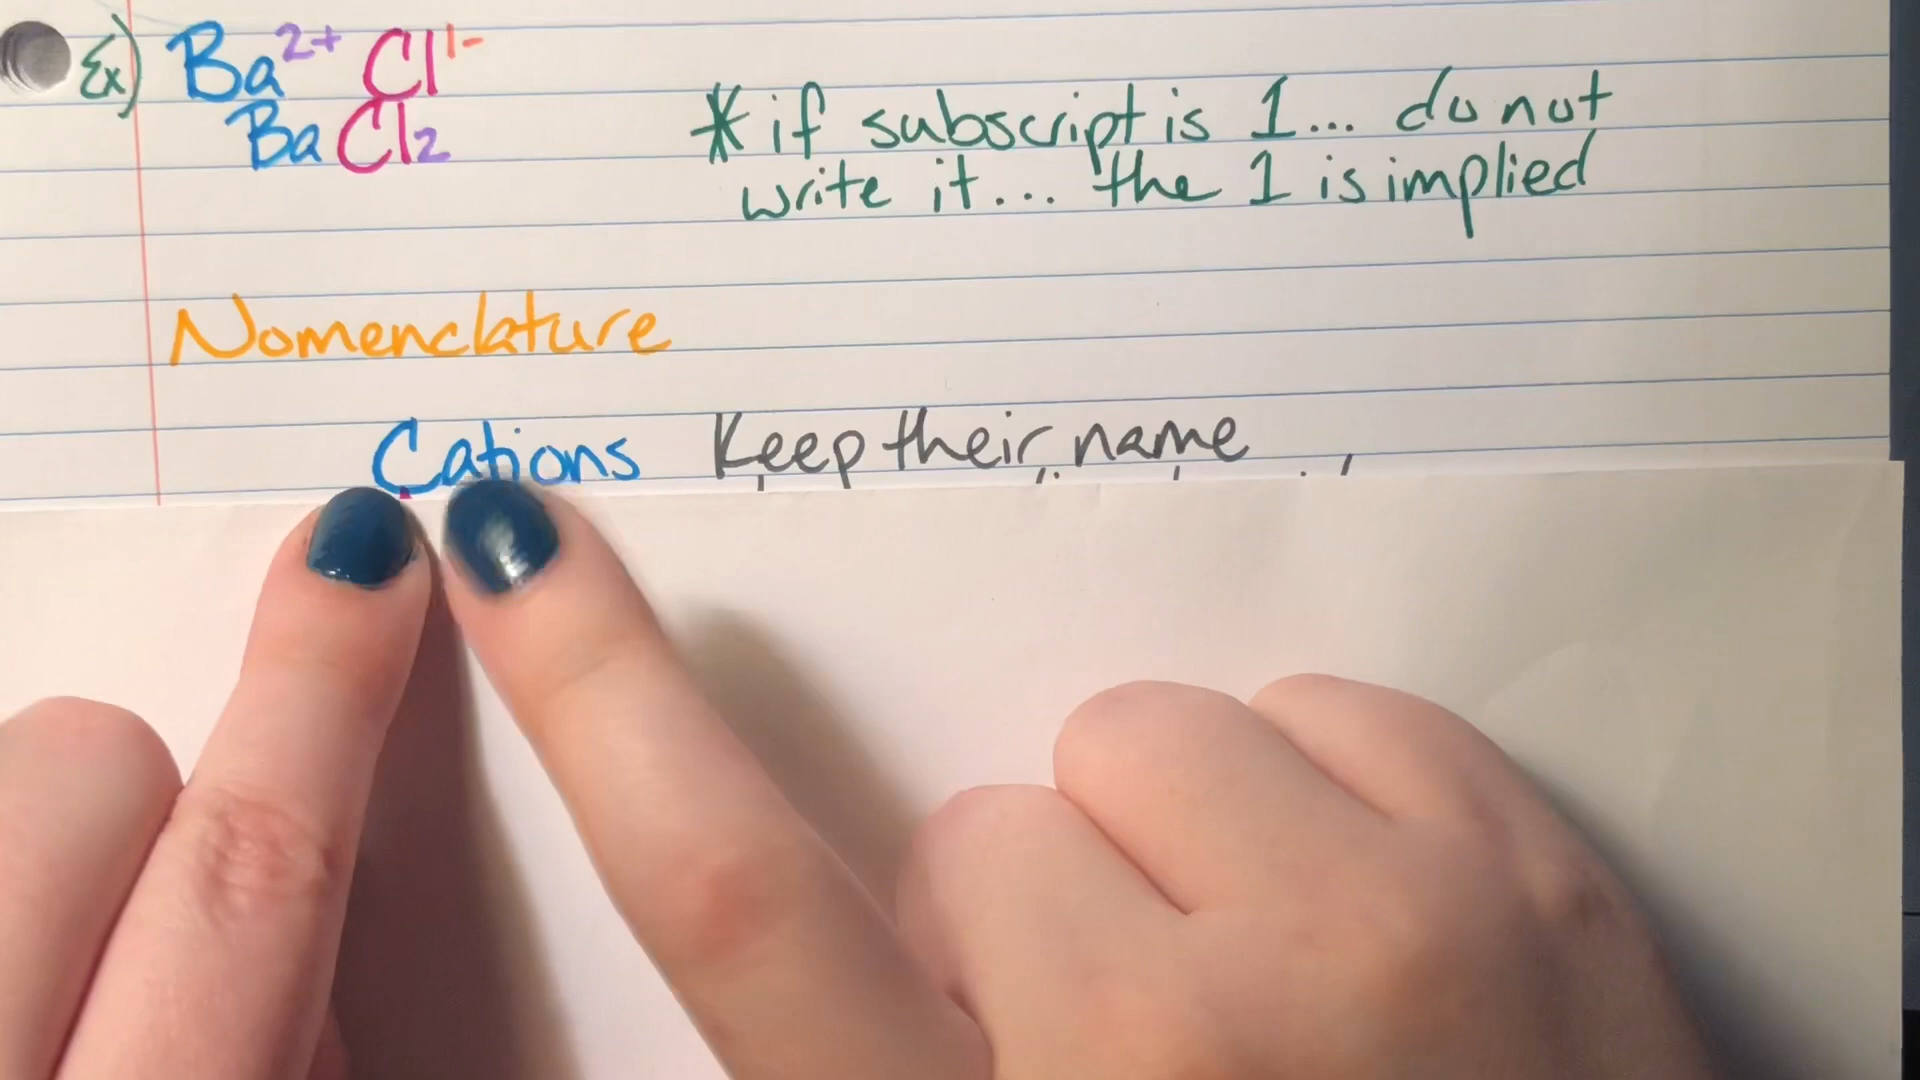 Ex) Ba2+ Cl1-
BaCl2
* if subscript is 1... do not
write it... the 1 is implied
Nomenclature
Cations Keep their name